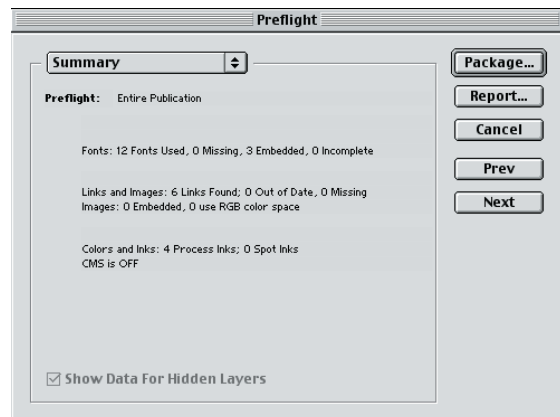 Preflight
Summary
Preflight: Entire Publication
Fonts: 12 Fonts Used, 0 Missing, 3 Embedded, 0 Incomplete
Links and Images: 6 Links Found; 0 Out of Date, 0 Missing
Images: 0 Embedded, 0 use RGB color space
Colors and Inks: 4 Process Inks; 0 Spot Inks
CMS is OFF
Show Data For Hidden Layers
Package...
Report...
Cancel
Prev
Next